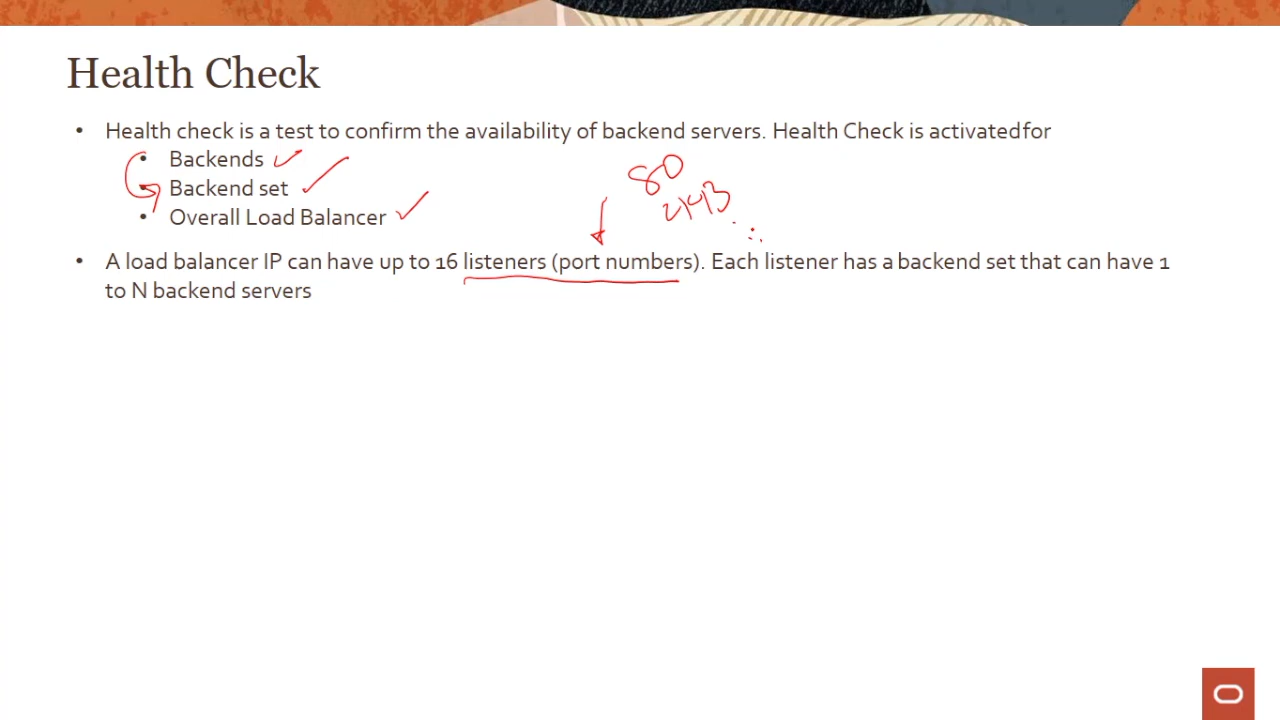 Health Check
• Health check is a test to confirm the availability of backend servers. Health Check is activated for
• Backends
• Backend set
• Overall Load Balancer
80
• A load balancer IP can have up to 16 listeners (port numbers). Each listener has a backend set that can have 1
to N backend servers